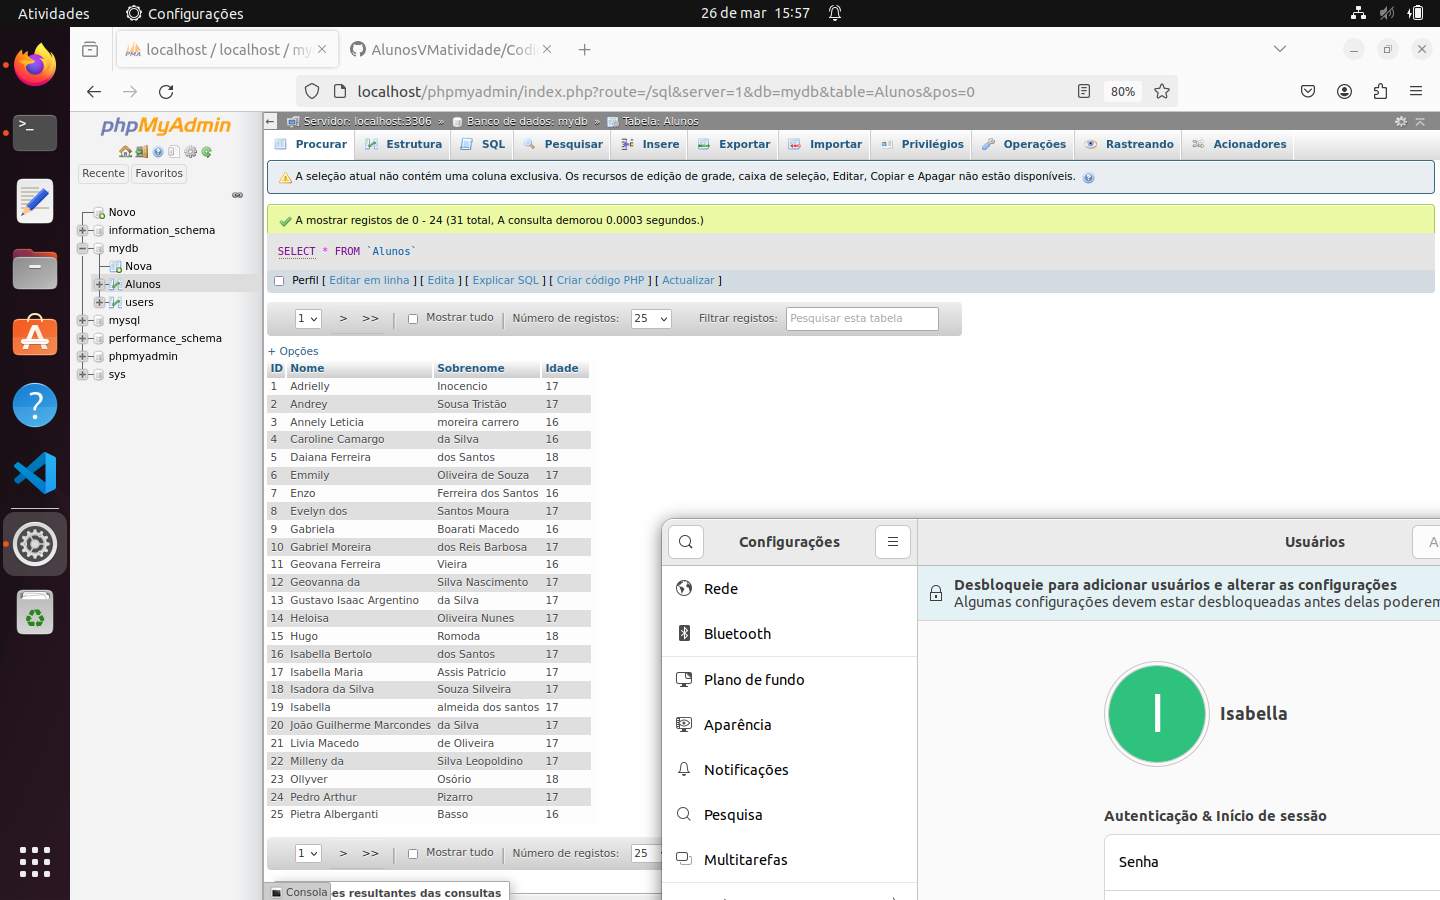 Atividades
Configurações
26 de mar 15:57
localhost / localhost / my
AlunosVMatividade/Codi
localhost/phpmyadmin/index.php?route=/sql&server=1&db=mydb&table=Alunos&pos=0
80%
phpMyAdmin
Recente
Favoritos
Novo
information_schema
mydb
Nova
Alunos
users
mysql
performance_schema
phpmyadmin
sys
Servidor: localhost:3306 » Banco de dados: mydb » Tabela: Alunos
Procurar
Estrutura
SQL
Pesquisar
Insere
Exportar
Importar
Privilégios
Operações
Rastreando
Acionadores
A seleção atual não contém uma coluna exclusiva. Os recursos de edição de grade, caixa de seleção, Editar, Copiar e Apagar não estão disponíveis.
A mostrar registos de 0 - 24 (31 total, A consulta demorou 0.0003 segundos.)
SELECT * FROM `Alunos`
Perfil [ Editar em linha ] [ Edita ] [ Explicar SQL ] [ Criar código PHP ] [ Actualizar ]
1 > >> | Mostrar tudo | Número de registos: 25 Filtrar registos: Pesquisar esta tabela
+ Opções
ID Nome Sobrenome Idade
1 Adrielly Inocencio 17
2 Andrey Sousa Tristão 17
3 Annely Leticia moreira carrero 16
4 Caroline Camargo da Silva 16
5 Daiana Ferreira dos Santos 18
6 Emmily Oliveira de Souza 17
7 Enzo Ferreira dos Santos 16
8 Evelyn dos Santos Moura 17
9 Gabriela Boarati Macedo 16
10 Gabriel Moreira dos Reis Barbosa 17
11 Geovana Ferreira Vieira 16
12 Geovanna da Silva Nascimento 17
13 Gustavo Isaac Argentino da Silva 17
14 Heloisa Oliveira Nunes 17
15 Hugo Romoda 18
16 Isabella Bertolo dos Santos 17
17 Isabella Maria Assis Patricio 17
18 Isadora da Silva Souza Silveira 17
19 Isabella almeida dos santos 17
20 João Guilherme Marcondes da Silva 17
21 Livia Macedo de Oliveira 17
22 Milleny da Silva Leopoldino 17
23 Ollyver Osório 18
24 Pedro Arthur Pizarro 17
25 Pietra Alberganti Basso 16
1 > >> | Mostrar tudo | Número de registos: 25
Consola
es resultantes das consultas
Configurações
Rede
Bluetooth
Plano de fundo
Aparência
Notificações
Pesquisa
Multitarefas
Usuários
Desbloqueie para adicionar usuários e alterar as configurações
Algumas configurações devem estar desbloqueadas antes delas poderem
I
Isabella
Autenticação & Início de sessão
Senha